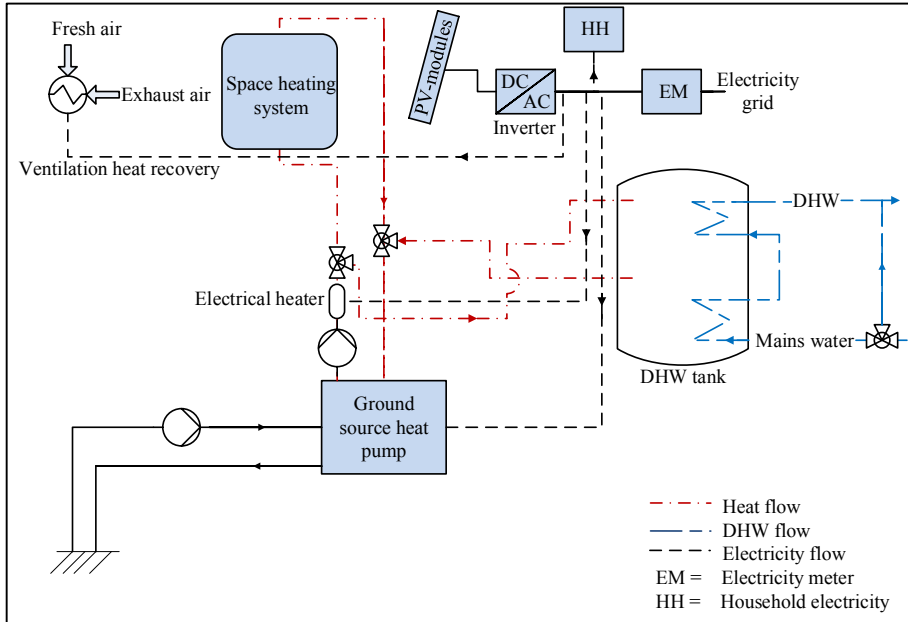 Fresh air
Exhaust air
Ventilation heat recovery
Space heating
system
PV-modules
DC
AC
Inverter
HH
EM
Electricity
grid
DHW
Mains water
DHW tank
Electrical heater
Ground
source heat
pump
Heat flow
DHW flow
Electricity flow
EM = Electricity meter
HH = Household electricity